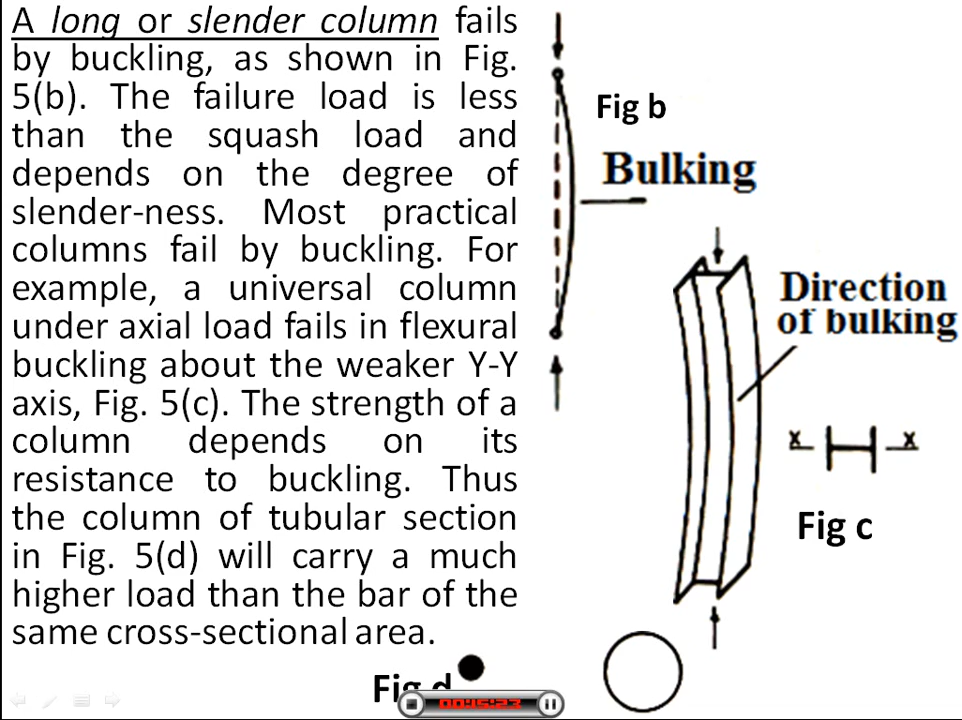 A long or slender column fails
by buckling, as shown in Fig.
5(b). The failure load is less
than the squash load and
depends on the degree of
slender-ness. Most practical
columns fail by buckling. For
example, a universal column
under axial load fails in flexural
buckling about the weaker Y-Y
axis, Fig. 5(c). The strength of a
column depends on its
resistance to buckling. Thus
the column of tubular section
in Fig. 5(d) will carry a much
higher load than the bar of the
same cross-sectional area.
Fig b
Bulking
Direction
of bulking
x x
Fig c
Fig d
00:15:23